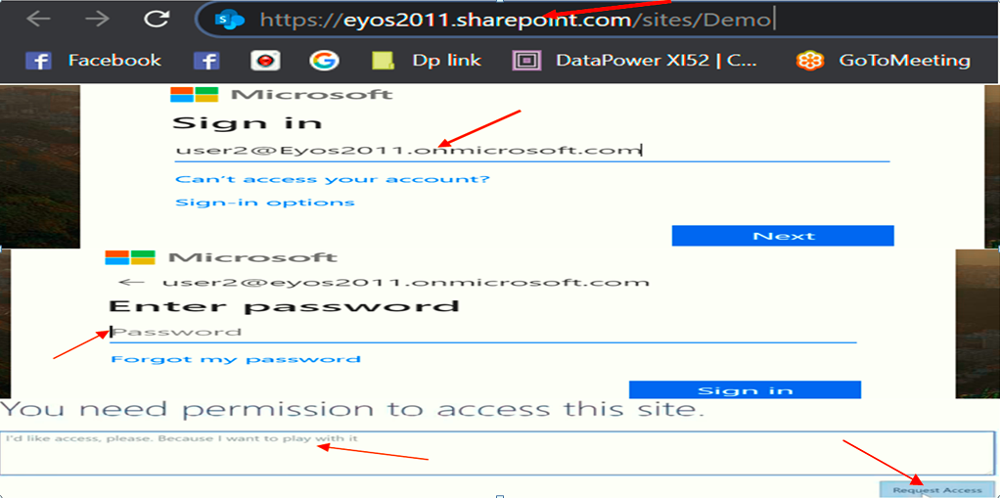 https://eyos2011.sharepoint.com/sites/Demo
Facebook Dp link DataPower XI52 | C... GoToMeeting
Microsoft
Sign in
user2@Eyos2011.onmicrosoft.com
Can't access your account?
Sign-in options
Next
Microsoft
← user2@eyos2011.onmicrosoft.com
Enter password
Password
Forgot my password
Sign in
You need permission to access this site.
I'd like access, please. Because I want to play with it
Request Access